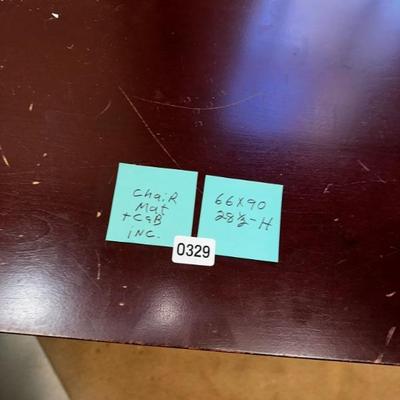 ChaiR
Mat
+ CaB
iNC.
66X90
28½-H
0329